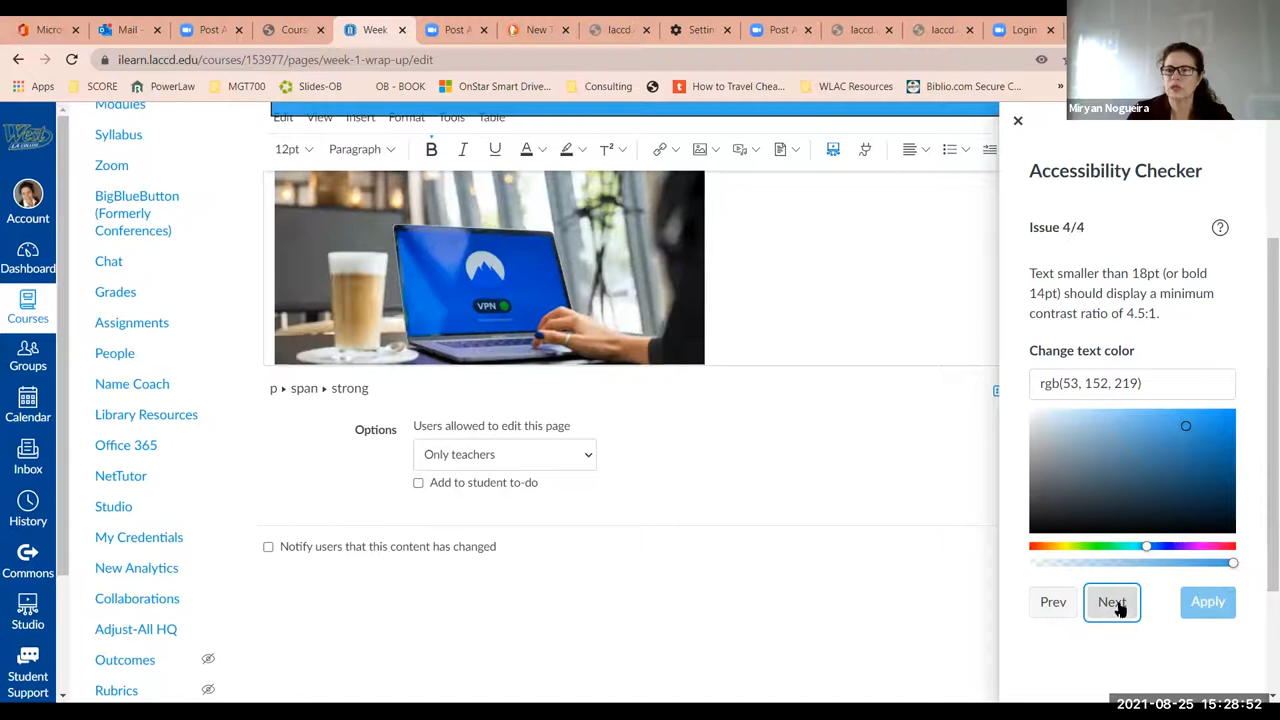 Micro
Mail -
Post A
Cours
Week
Post A
New T
laccd.
Settin
Post A
laccd.
laccd.
Login
ilearn.laccd.edu/courses/153977/pages/week-1-wrap-up/edit
Apps
SCORE
PowerLaw
MGT700
Slides-OB
OB - BOOK
G*Star Smart Drive...
Consulting
How to Travel Chea...
WLAC Resources
Biblio.com Secure C...
»
Miryan Nogueira
West
Account
Dashboard
Courses
Groups
Calendar
Inbox
History
Commons
Studio
Student
Support
Modules
Syllabus
Zoom
BigBlueButton
(Formerly
Conferences)
Chat
Grades
Assignments
People
Name Coach
Library Resources
Office 365
NetTutor
Studio
My Credentials
New Analytics
Collaborations
Adjust-All HQ
Outcomes
Rubrics
Edit View Insert Format Tools Table
12pt Paragraph B I U A T²
VPN
p ▸ span ▸ strong
Options
Users allowed to edit this page
Only teachers
Add to student to-do
Notify users that this content has changed
Accessibility Checker
Issue 4/4
Text smaller than 18pt (or bold
14pt) should display a minimum
contrast ratio of 4.5:1.
Change text color
rgb(53, 152, 219)
Prev
Next
Apply
2021-08-25 15:28:52